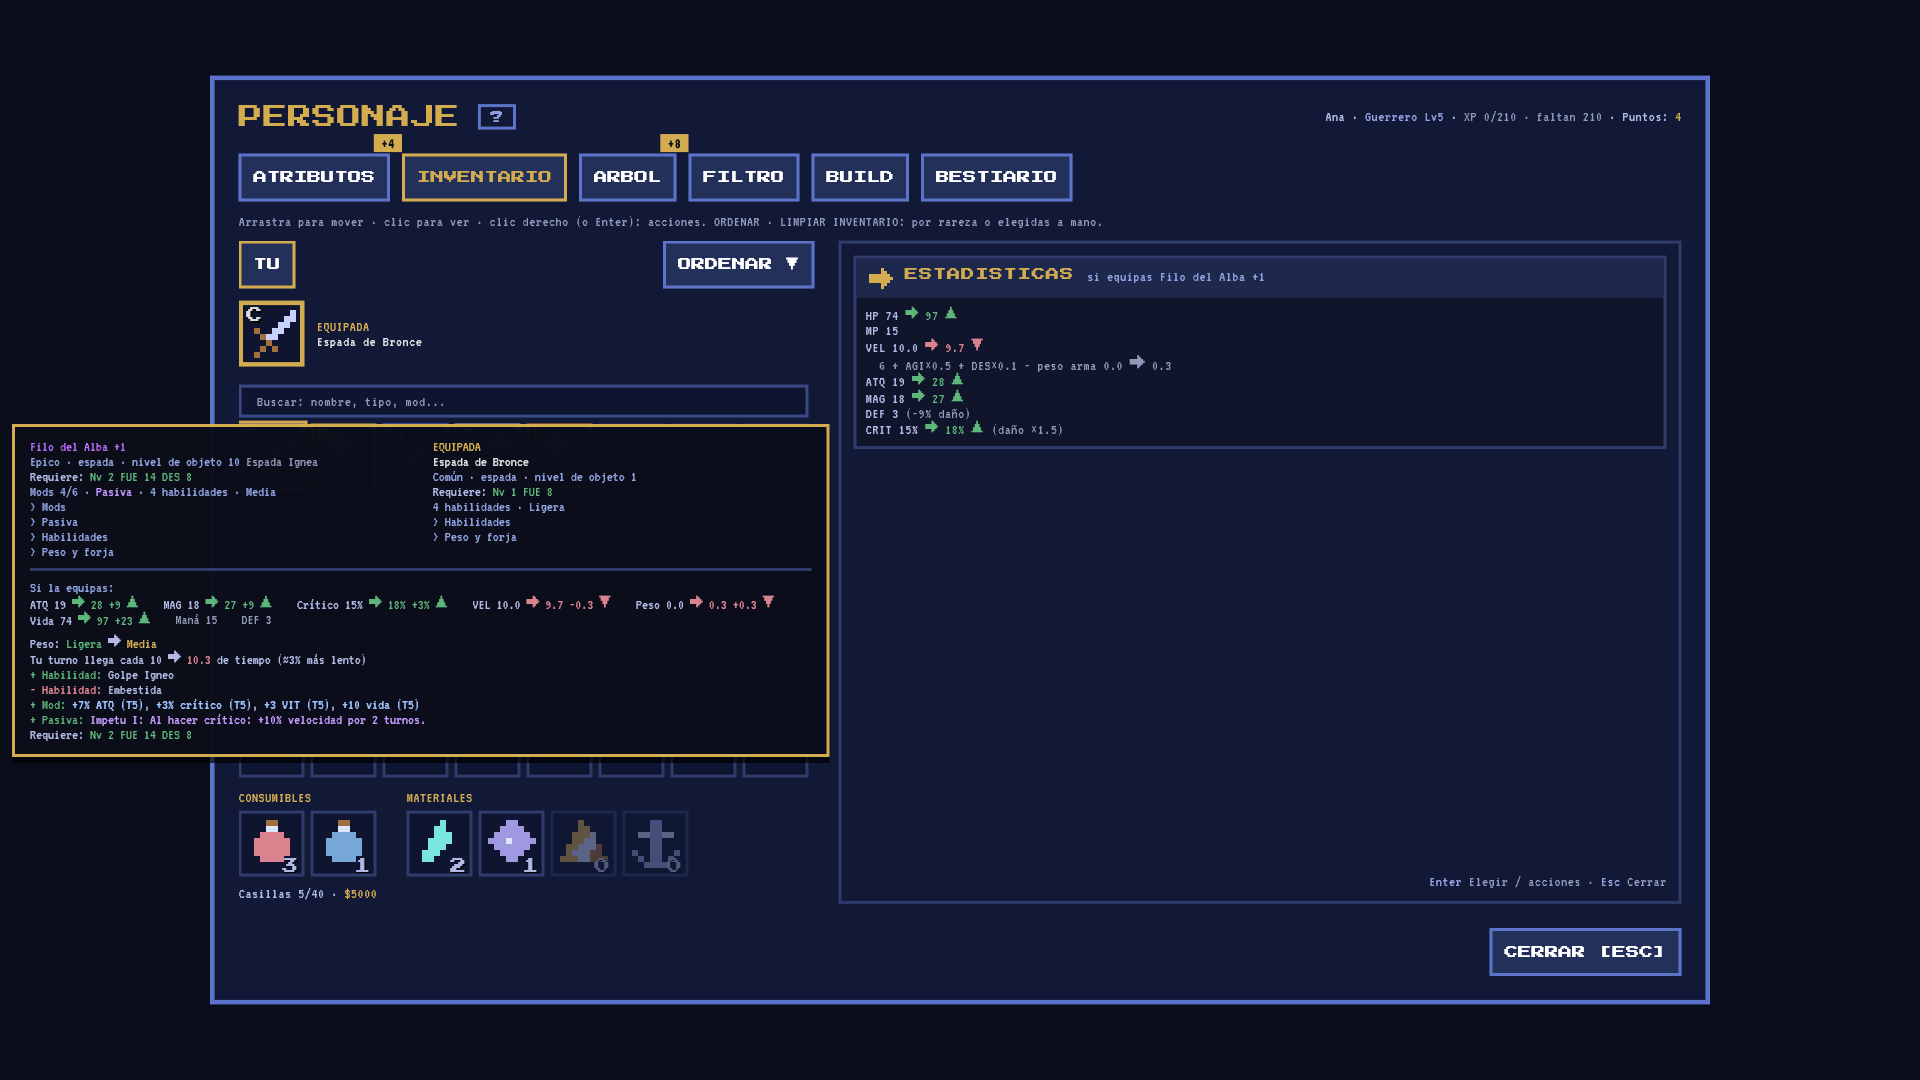 PERSONAJE ?
Ana · Guerrero Lv5 · XP 0/210 · faltan 210 · Puntos: 4
+4
+8
ATRIBUTOS
INVENTARIO
ARBOL
FILTRO
BUILD
BESTIARIO
Arrastra para mover · clic para ver · clic derecho (o Enter): acciones. ORDENAR · LIMPIAR INVENTARIO: por rareza o elegidas a mano.
TU
ORDENAR ▼
C
EQUIPADA
Espada de Bronce
Buscar: nombre, tipo, mod...
Filo del Alba +1
Epico · espada · nivel de objeto 10 Espada Ignea
Requiere: Nv 2 FUE 14 DES 8
Mods 4/6 · Pasiva · 4 habilidades · Media
> Mods
> Pasiva
> Habilidades
> Peso y forja
EQUIPADA
Espada de Bronce
Común · espada · nivel de objeto 1
Requiere: Nv 1 FUE 8
4 habilidades · Ligera
> Habilidades
> Peso y forja
Si la equipas:
ATQ 19 → 28 +9 ▲ MAG 18 → 27 +9 ▲ Crítico 15% → 18% +3% ▲ VEL 10.0 → 9.7 -0.3 ▼ Peso 0.0 → 0.3 +0.3 ▼
Vida 74 → 97 +23 ▲ Maná 15 DEF 3
Peso: Ligera → Media
Tu turno llega cada 10 → 10.3 de tiempo (≈3% más lento)
+ Habilidad: Golpe Igneo
- Habilidad: Embestida
+ Mod: +7% ATQ (T5), +3% crítico (T5), +3 VIT (T5), +10 vida (T5)
+ Pasiva: Impetu I: Al hacer crítico: +10% velocidad por 2 turnos.
Requiere: Nv 2 FUE 14 DES 8
CONSUMIBLES
MATERIALES
3
1
2
1
0
0
Casillas 5/40 · $5000
→ ESTADISTICAS si equipas Filo del Alba +1
HP 74 → 97 ▲
MP 15
VEL 10.0 → 9.7 ▼
6 + AGI×0.5 + DES×0.1 - peso arma 0.0 → 0.3
ATQ 19 → 28 ▲
MAG 18 → 27 ▲
DEF 3 (-9% daño)
CRIT 15% → 18% ▲ (daño ×1.5)
Enter Elegir / acciones · Esc Cerrar
CERRAR [ESC]